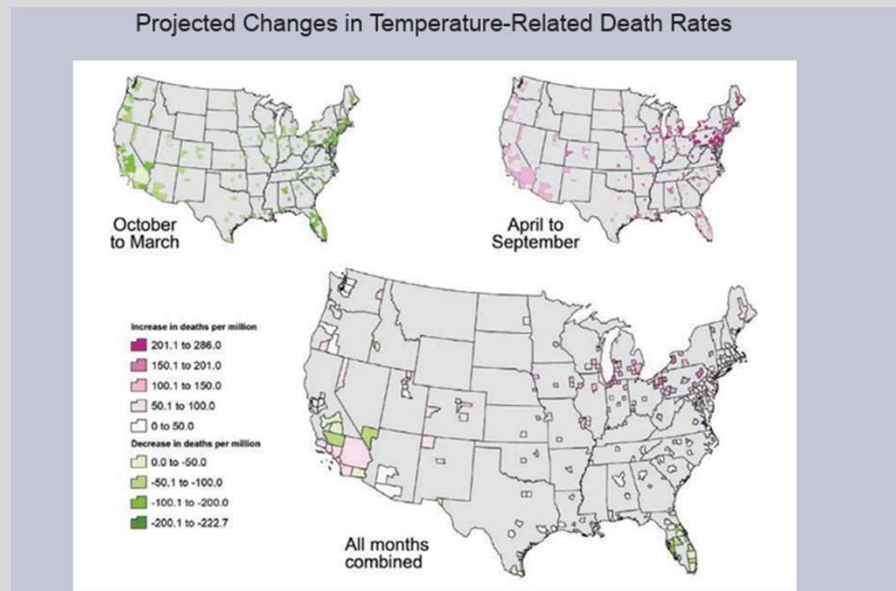 Projected Changes in Temperature-Related Death Rates
October
to March
April to
September
Increase in deaths per million
201.1 to 286.0
150.1 to 201.0
100.1 to 150.0
50.1 to 100.0
0 to 50.0
Decrease in deaths per million
0.0 to -50.0
-50.1 to -100.0
-100.1 to -200.0
-200.1 to -222.7
All months
combined